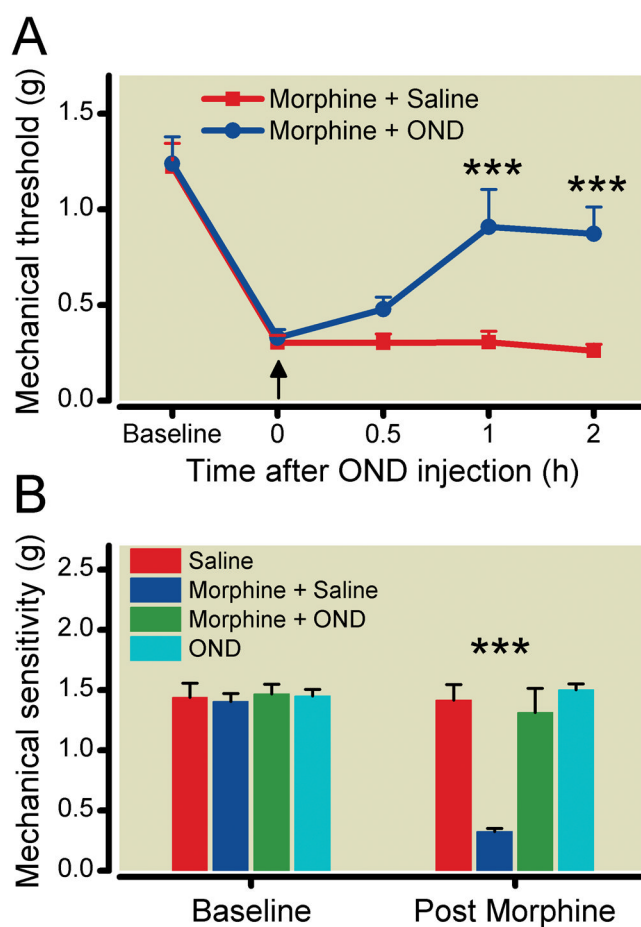 A
Mechanical threshold (g)
1.5
1.0
0.5
0.0
Morphine + Saline
Morphine + OND
***
***
Baseline 0 0.5 1 2
Time after OND injection (h)
B
Mechanical sensitivity (g)
2.5
2.0
1.5
1.0
0.5
0.0
Saline
Morphine + Saline
Morphine + OND
OND
***
Baseline Post Morphine